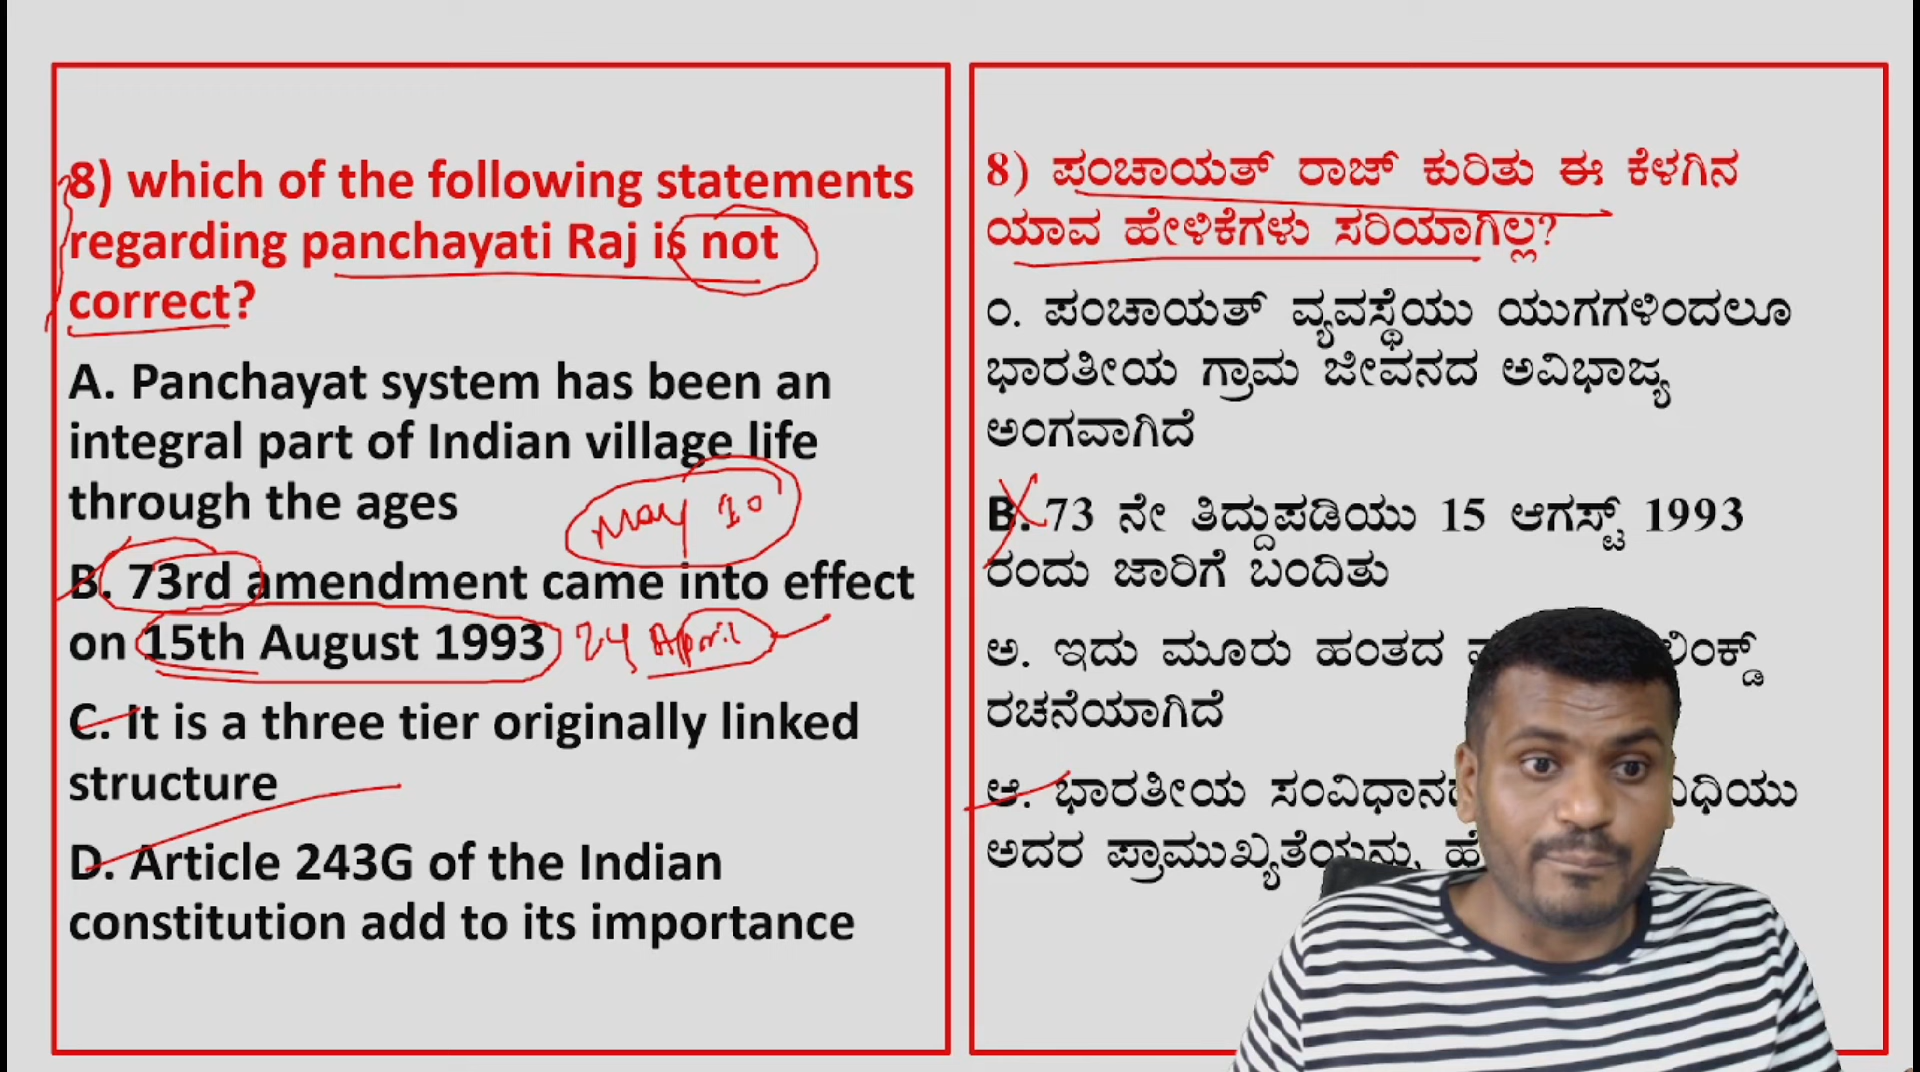 8) which of the following statements
regarding panchayati Raj is not
correct?
A. Panchayat system has been an
integral part of Indian village life
through the ages
May 10
B. 73rd amendment came into effect
on 15th August 1993 24 April
C. It is a three tier originally linked
structure
D. Article 243G of the Indian
constitution add to its importance
8) ಪಂಚಾಯತ್ ರಾಜ್ ಕುರಿತು ಈ ಕೆಳಗಿನ
ಯಾವ ಹೇಳಿಕೆಗಳು ಸರಿಯಾಗಿಲ್ಲ?
೦. ಪಂಚಾಯತ್ ವ್ಯವಸ್ಥೆಯು ಯುಗಗಳಿಂದಲೂ
ಭಾರತೀಯ ಗ್ರಾಮ ಜೀವನದ ಅವಿಭಾಜ್ಯ
ಅಂಗವಾಗಿದೆ
B. 73 ನೇ ತಿದ್ದುಪಡಿಯು 15 ಆಗಸ್ಟ್ 1993
ರಂದು ಜಾರಿಗೆ ಬಂದಿತು
ಅ. ಇದು ಮೂರು ಹಂತದ
ರಚನೆಯಾಗಿದೆ
ಆ. ಭಾರತೀಯ
ಅದರ ಪ್ರಾಮುಖ್ಯತೆಯನ್ನು